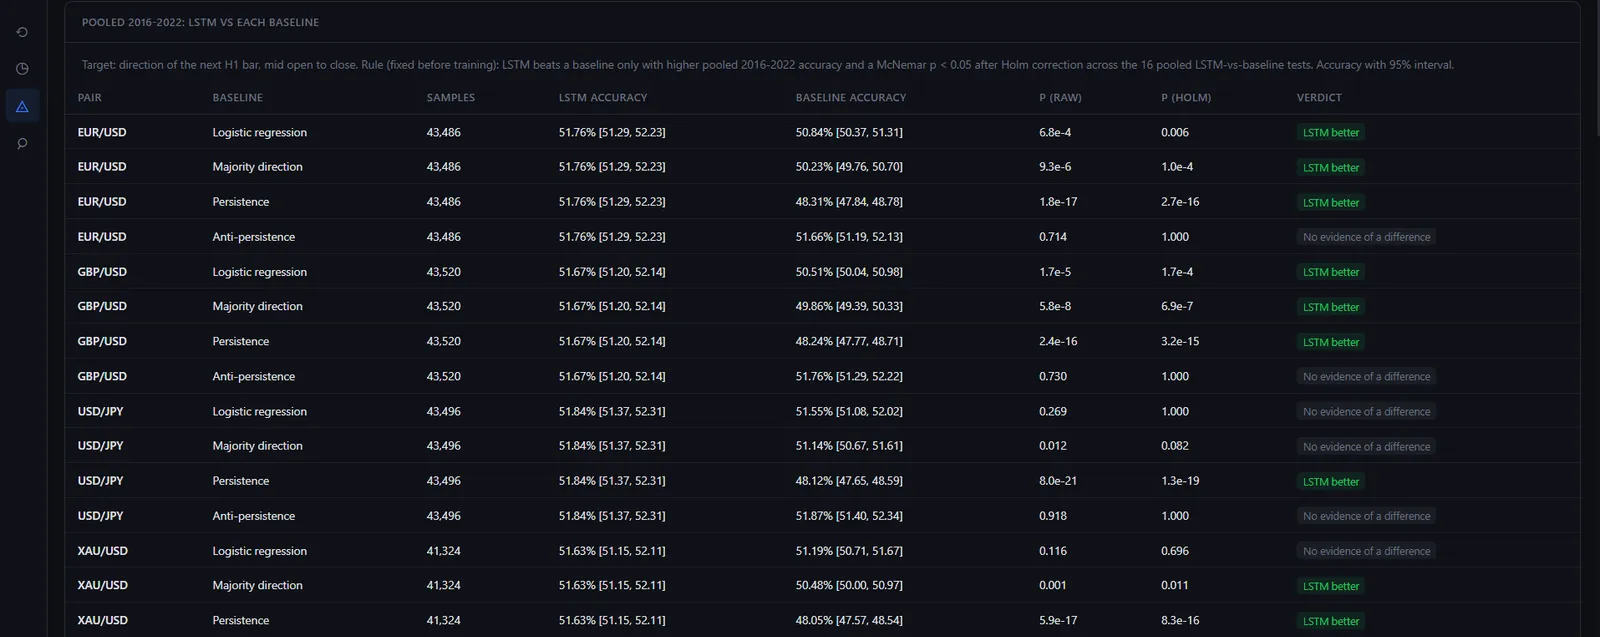 POOLED 2016-2022: LSTM VS EACH BASELINE
Target: direction of the next H1 bar, mid open to close. Rule (fixed before training): LSTM beats a baseline only with higher pooled 2016-2022 accuracy and a McNemar p < 0.05 after Holm correction across the 16 pooled LSTM-vs-baseline tests. Accuracy with 95% interval.
PAIR BASELINE SAMPLES LSTM ACCURACY BASELINE ACCURACY P (RAW) P (HOLM) VERDICT
EUR/USD Logistic regression 43,486 51.76% [51.29, 52.23] 50.84% [50.37, 51.31] 6.8e-4 0.006 LSTM better
EUR/USD Majority direction 43,486 51.76% [51.29, 52.23] 50.23% [49.76, 50.70] 9.3e-6 1.0e-4 LSTM better
EUR/USD Persistence 43,486 51.76% [51.29, 52.23] 48.31% [47.84, 48.78] 1.8e-17 2.7e-16 LSTM better
EUR/USD Anti-persistence 43,486 51.76% [51.29, 52.23] 51.66% [51.19, 52.13] 0.714 1.000 No evidence of a difference
GBP/USD Logistic regression 43,520 51.67% [51.20, 52.14] 50.51% [50.04, 50.98] 1.7e-5 1.7e-4 LSTM better
GBP/USD Majority direction 43,520 51.67% [51.20, 52.14] 49.86% [49.39, 50.33] 5.8e-8 6.9e-7 LSTM better
GBP/USD Persistence 43,520 51.67% [51.20, 52.14] 48.24% [47.77, 48.71] 2.4e-16 3.2e-15 LSTM better
GBP/USD Anti-persistence 43,520 51.67% [51.20, 52.14] 51.76% [51.29, 52.22] 0.730 1.000 No evidence of a difference
USD/JPY Logistic regression 43,496 51.84% [51.37, 52.31] 51.55% [51.08, 52.02] 0.269 1.000 No evidence of a difference
USD/JPY Majority direction 43,496 51.84% [51.37, 52.31] 51.14% [50.67, 51.61] 0.012 0.082 No evidence of a difference
USD/JPY Persistence 43,496 51.84% [51.37, 52.31] 48.12% [47.65, 48.59] 8.0e-21 1.3e-19 LSTM better
USD/JPY Anti-persistence 43,496 51.84% [51.37, 52.31] 51.87% [51.40, 52.34] 0.918 1.000 No evidence of a difference
XAU/USD Logistic regression 41,324 51.63% [51.15, 52.11] 51.19% [50.71, 51.67] 0.116 0.696 No evidence of a difference
XAU/USD Majority direction 41,324 51.63% [51.15, 52.11] 50.48% [50.00, 50.97] 0.001 0.011 LSTM better
XAU/USD Persistence 41,324 51.63% [51.15, 52.11] 48.05% [47.57, 48.54] 5.9e-17 8.3e-16 LSTM better